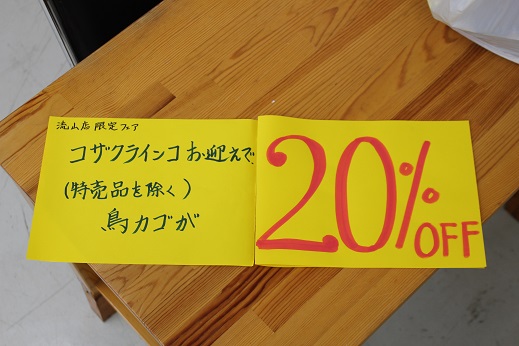 流山店限定フェア
コザクラインコお迎えで
(特売品を除く)
鳥カゴが
20%OFF